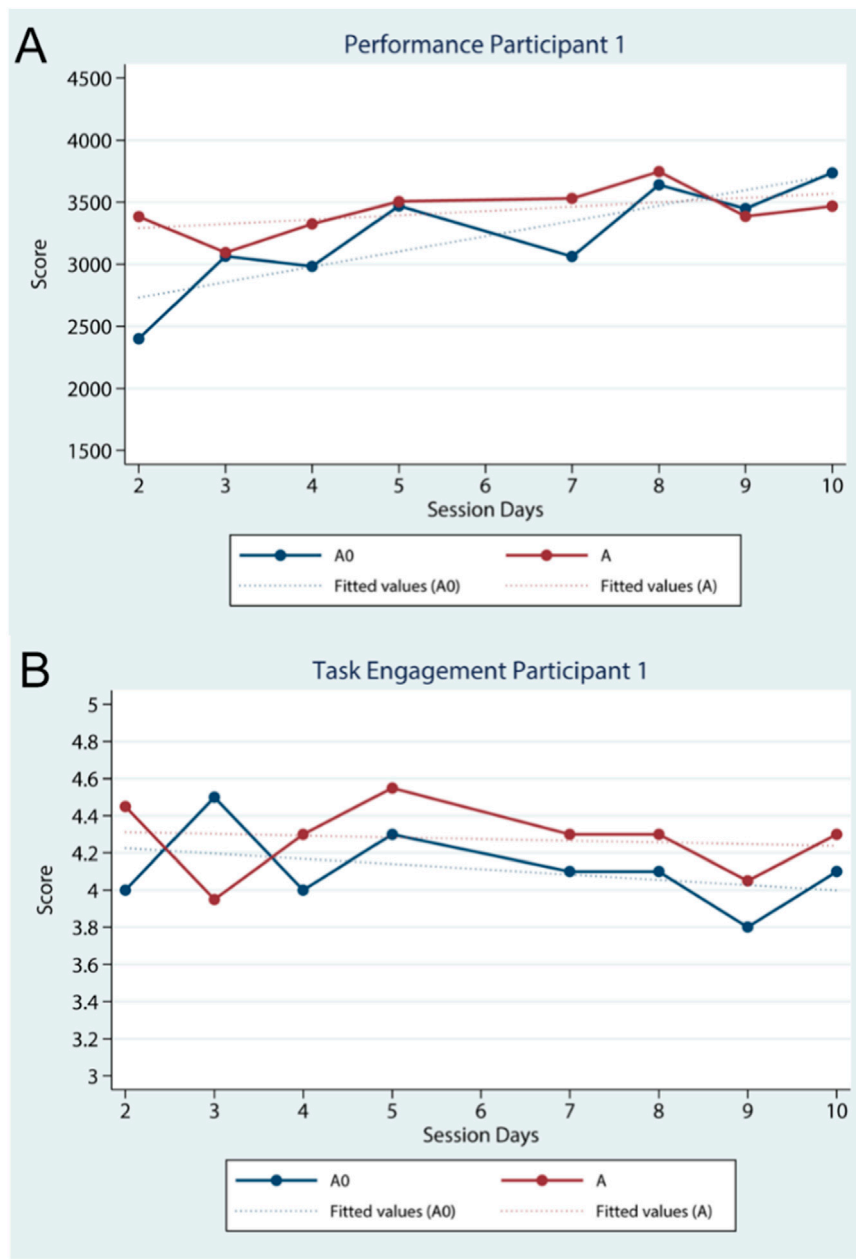 A
Performance Participant 1
4500
4000
3500
3000
2500
2000
1500
Score
2 3 4 5 6 7 8 9 10
Session Days
A0 A
Fitted values (A0) Fitted values (A)
B
Task Engagement Participant 1
5
4.8
4.6
4.4
4.2
4
3.8
3.6
3.4
3.2
3
Score
2 3 4 5 6 7 8 9 10
Session Days
A0 A
Fitted values (A0) Fitted values (A)